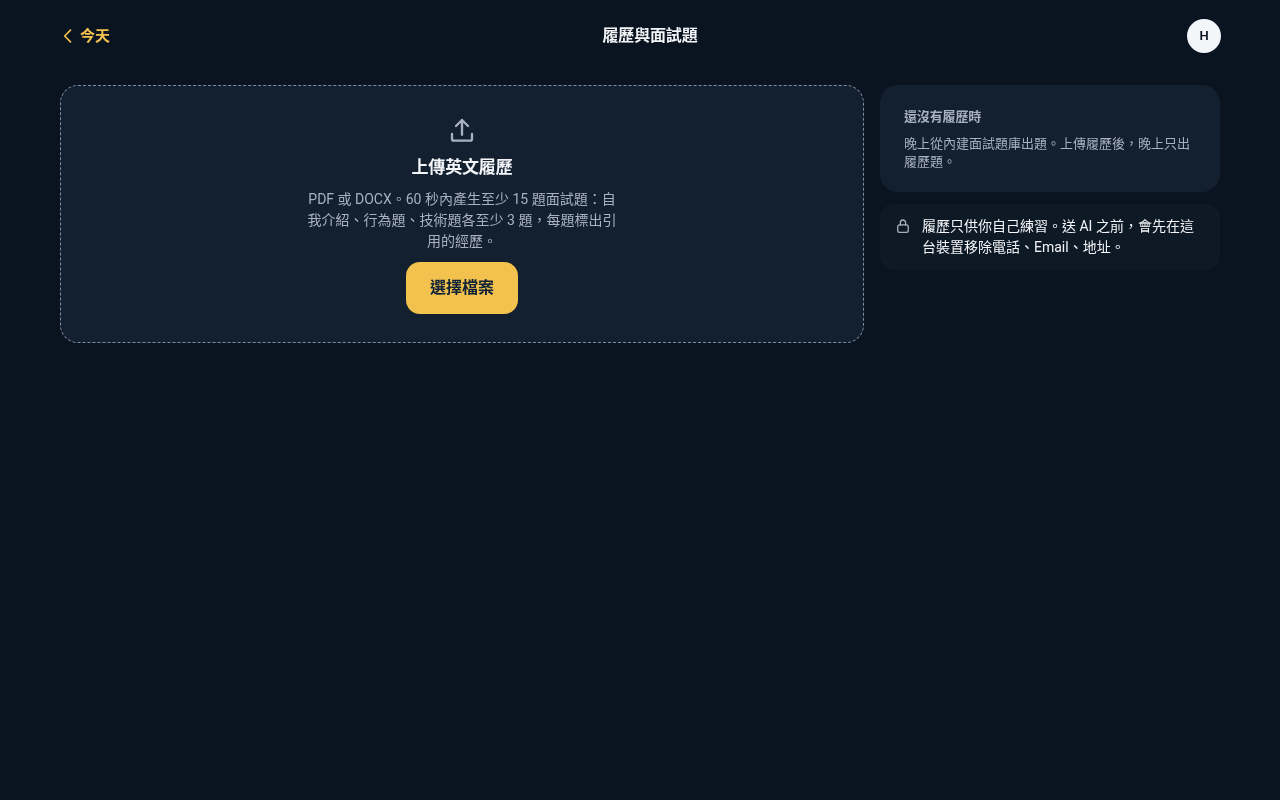 今天
履歷與面試題
H
上傳英文履歷
PDF 或 DOCX。60 秒內產生至少 15 題面試題：自
我介紹、行為題、技術題各至少 3 題，每題標出引
用的經歷。
選擇檔案
還沒有履歷時
晚上從內建面試題庫出題。上傳履歷後，晚上只出
履歷題。
履歷只供你自己練習。送 AI 之前，會先在這
台裝置移除電話、Email、地址。